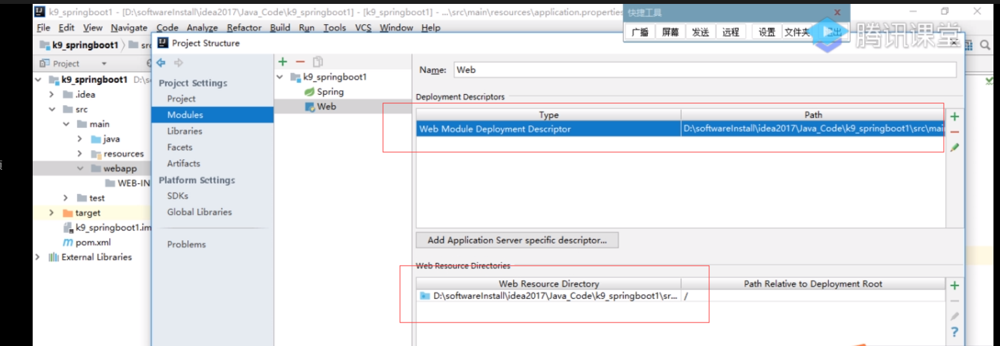 k9_springboot1 - [D:\softwareInstall\idea2017\Java_Code\k9_springboot1] - [k9_springboot1] - ...\src\main\resources\application.properties
快捷工具
File Edit View Navigate Code Analyze Refactor Build Run Tools VCS Window Help
广播 屏幕 发送 远程 设置 文件夹
腾讯课堂
k9_springboot1
Project Structure
Project
k9_springboot1 D:\s
.idea
src
main
java
resources
webapp
WEB-IN
test
target
k9_springboot1.im
pom.xml
External Libraries
Project Settings
Project
Modules
Libraries
Facets
Artifacts
Platform Settings
SDKs
Global Libraries
Problems
k9_springboot1
Spring
Web
Name: Web
Deployment Descriptors
Type Path
Web Module Deployment Descriptor D:\softwareInstall\idea2017\Java_Code\k9_springboot1\src\mai
Add Application Server specific descriptor...
Web Resource Directories
Web Resource Directory Path Relative to Deployment Root
D:\softwareInstall\idea2017\Java_Code\k9_springboot1\sr... /